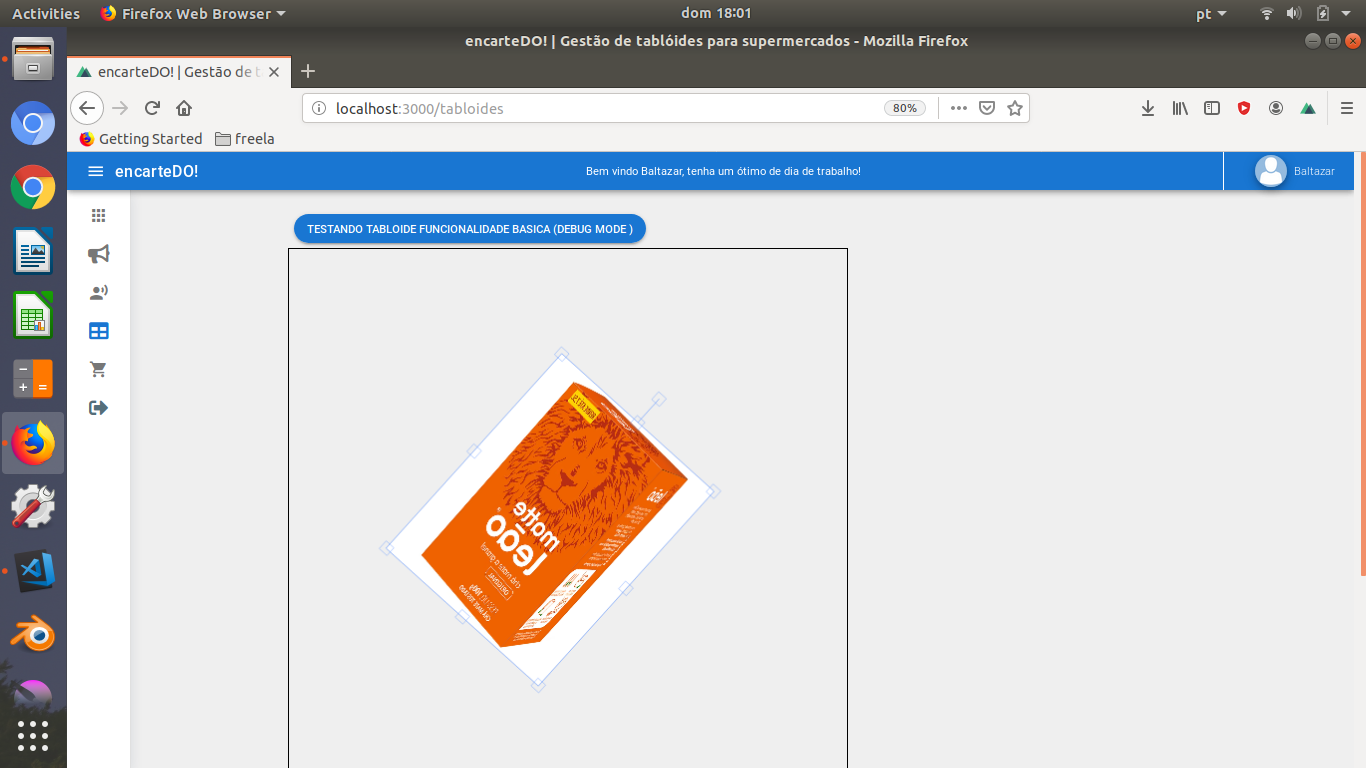 Activities
Firefox Web Browser
dom 18:01
pt
encarteDO! | Gestão de tablóides para supermercados - Mozilla Firefox
encarteDO! | Gestão de t
localhost:3000/tabloides
80%
Getting Started
freela
encarteDO!
Bem vindo Baltazar, tenha um ótimo de dia de trabalho!
Baltazar
TESTANDO TABLOIDE FUNCIONALIDADE BASICA (DEBUG MODE )
matte
leão